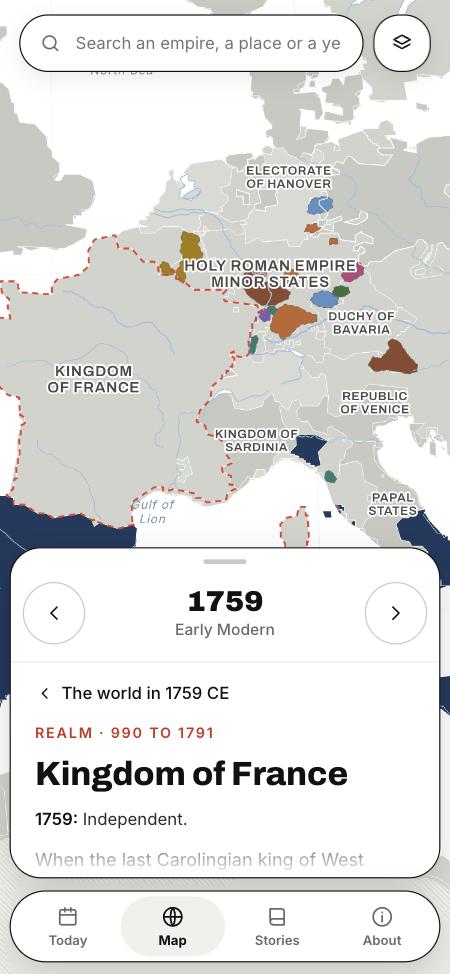 Search an empire, a place or a ye
North Sea
ELECTORATE
OF HANOVER
HOLY ROMAN EMPIRE
MINOR STATES
DUCHY OF
BAVARIA
KINGDOM
OF FRANCE
REPUBLIC
OF VENICE
KINGDOM OF
SARDINIA
PAPAL
STATES
Gulf of
Lion
1759
Early Modern
The world in 1759 CE
REALM · 990 TO 1791
Kingdom of France
1759: Independent.
When the last Carolingian king of West
Today
Map
Stories
About